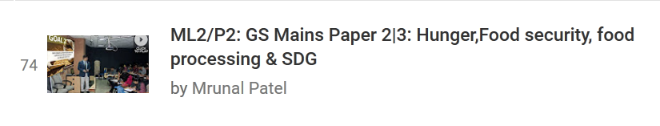 74
ML2/P2: GS Mains Paper 2|3: Hunger,Food security, food
processing & SDG
by Mrunal Patel